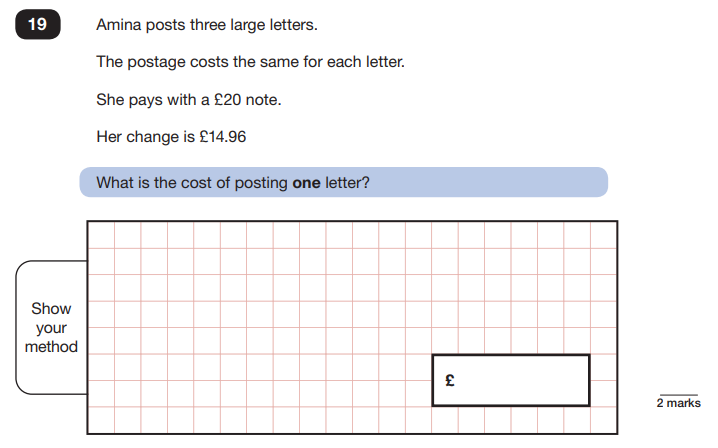 19
Amina posts three large letters.
The postage costs the same for each letter.
She pays with a £20 note.
Her change is £14.96
What is the cost of posting one letter?
Show
your
method
£
2 marks